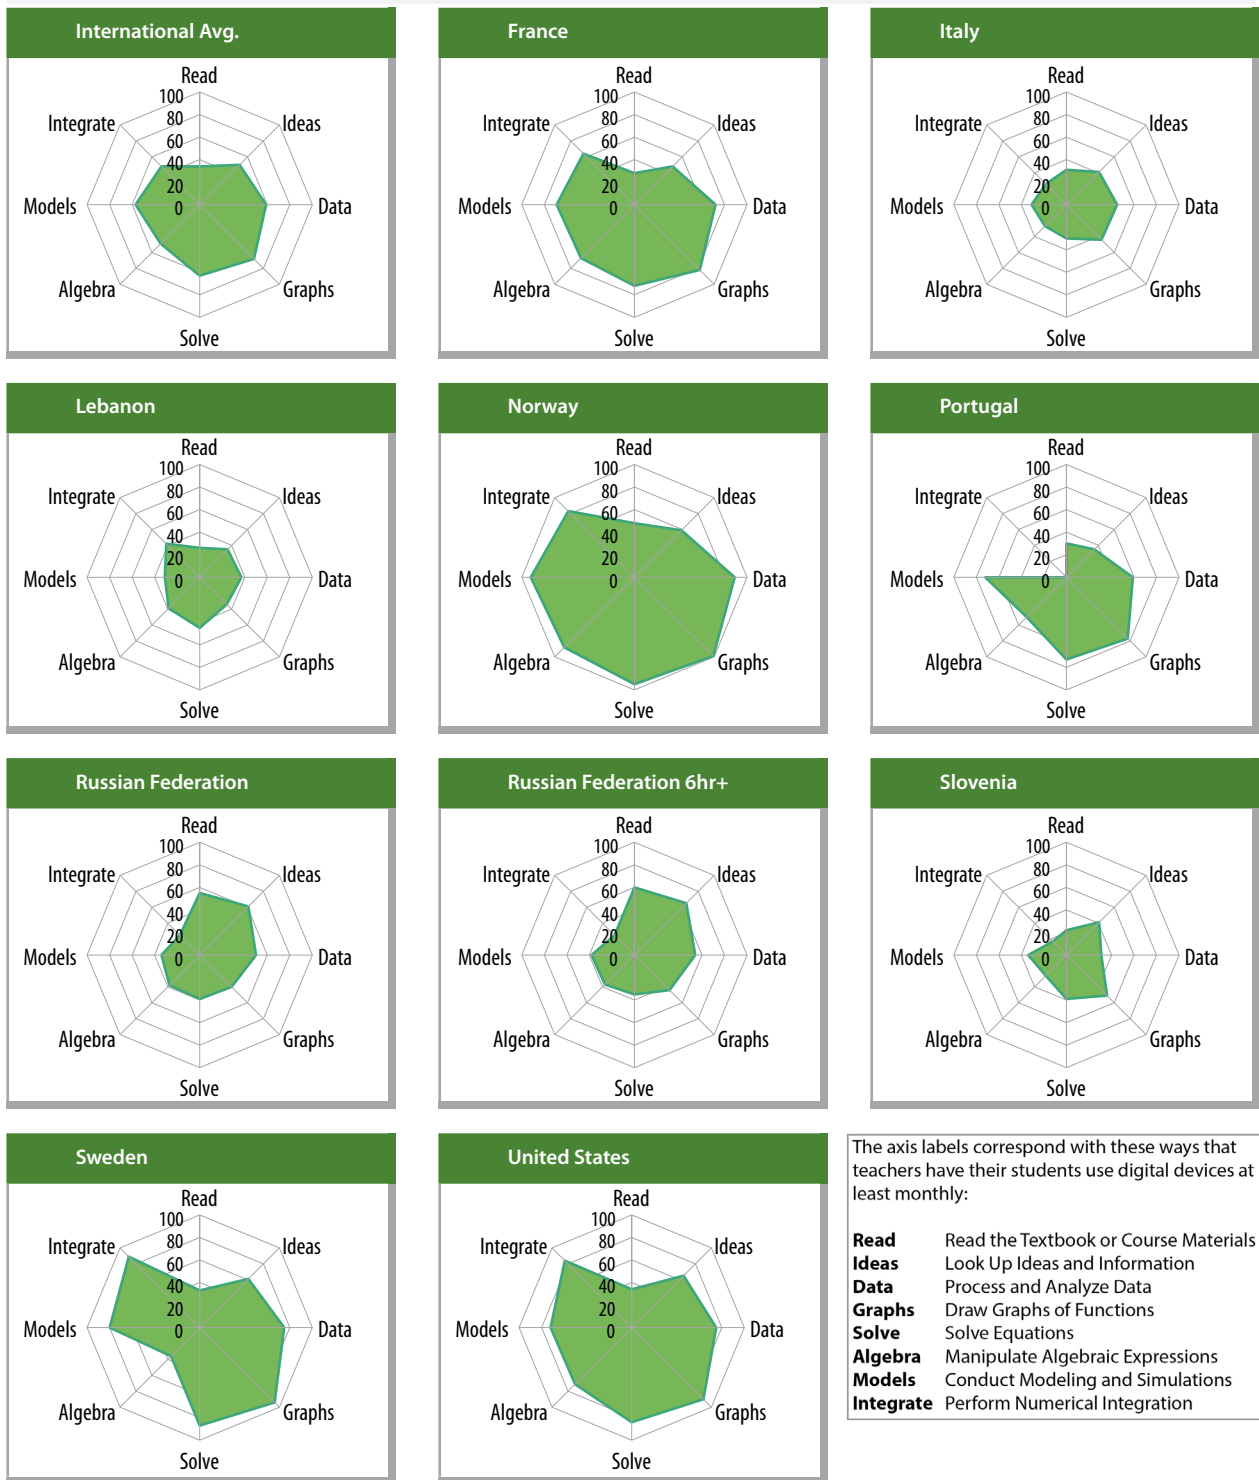 International Avg.
Read
Ideas
Data
Graphs
Solve
Algebra
Models
Integrate
100
80
60
40
20
0
France
Read
Ideas
Data
Graphs
Solve
Algebra
Models
Integrate
100
80
60
40
20
0
Italy
Read
Ideas
Data
Graphs
Solve
Algebra
Models
Integrate
100
80
60
40
20
0
Lebanon
Read
Ideas
Data
Graphs
Solve
Algebra
Models
Integrate
100
80
60
40
20
0
Norway
Read
Ideas
Data
Graphs
Solve
Algebra
Models
Integrate
100
80
60
40
20
0
Portugal
Read
Ideas
Data
Graphs
Solve
Algebra
Models
Integrate
100
80
60
40
20
0
Russian Federation
Read
Ideas
Data
Graphs
Solve
Algebra
Models
Integrate
100
80
60
40
20
0
Russian Federation 6hr+
Read
Ideas
Data
Graphs
Solve
Algebra
Models
Integrate
100
80
60
40
20
0
Slovenia
Read
Ideas
Data
Graphs
Solve
Algebra
Models
Integrate
100
80
60
40
20
0
Sweden
Read
Ideas
Data
Graphs
Solve
Algebra
Models
Integrate
100
80
60
40
20
0
United States
Read
Ideas
Data
Graphs
Solve
Algebra
Models
Integrate
100
80
60
40
20
0
The axis labels correspond with these ways that
teachers have their students use digital devices at
least monthly:
Read Read the Textbook or Course Materials
Ideas Look Up Ideas and Information
Data Process and Analyze Data
Graphs Draw Graphs of Functions
Solve Solve Equations
Algebra Manipulate Algebraic Expressions
Models Conduct Modeling and Simulations
Integrate Perform Numerical Integration